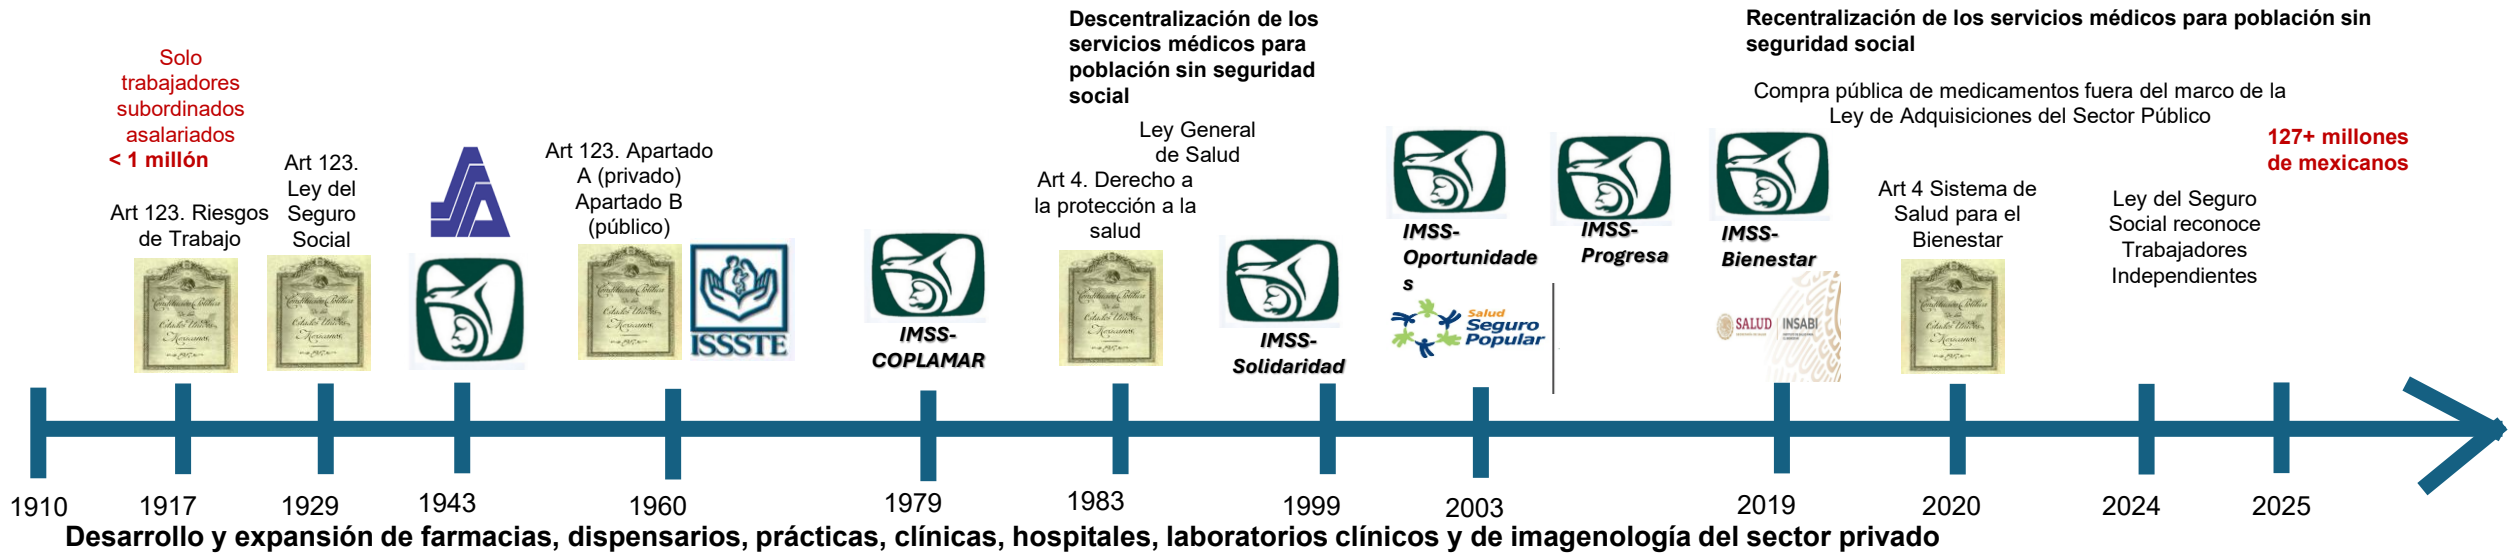 Solo
trabajadores
subordinados
asalariados
< 1 millón
Art 123. Riesgos
de Trabajo
Art 123.
Ley del
Seguro
Social
Art 123. Apartado
A (privado)
Apartado B
(público)
ISSSTE
IMSS-
COPLAMAR
Descentralización de los
servicios médicos para
población sin seguridad
social
Ley General
de Salud
Art 4. Derecho a
la protección a la
salud
IMSS-
Solidaridad
IMSS-
Oportunidade
s
Salud
Seguro
Popular
IMSS-
Progresa
Recentralización de los servicios médicos para población sin
seguridad social
Compra pública de medicamentos fuera del marco de la
Ley de Adquisiciones del Sector Público
IMSS-
Bienestar
SALUD
INSABI
Art 4 Sistema de
Salud para el
Bienestar
Ley del Seguro
Social reconoce
Trabajadores
Independientes
127+ millones
de mexicanos
1910
1917
1929
1943
1960
1979
1983
1999
2003
2019
2020
2024
2025
Desarrollo y expansión de farmacias, dispensarios, prácticas, clínicas, hospitales, laboratorios clínicos y de imagenología del sector privado